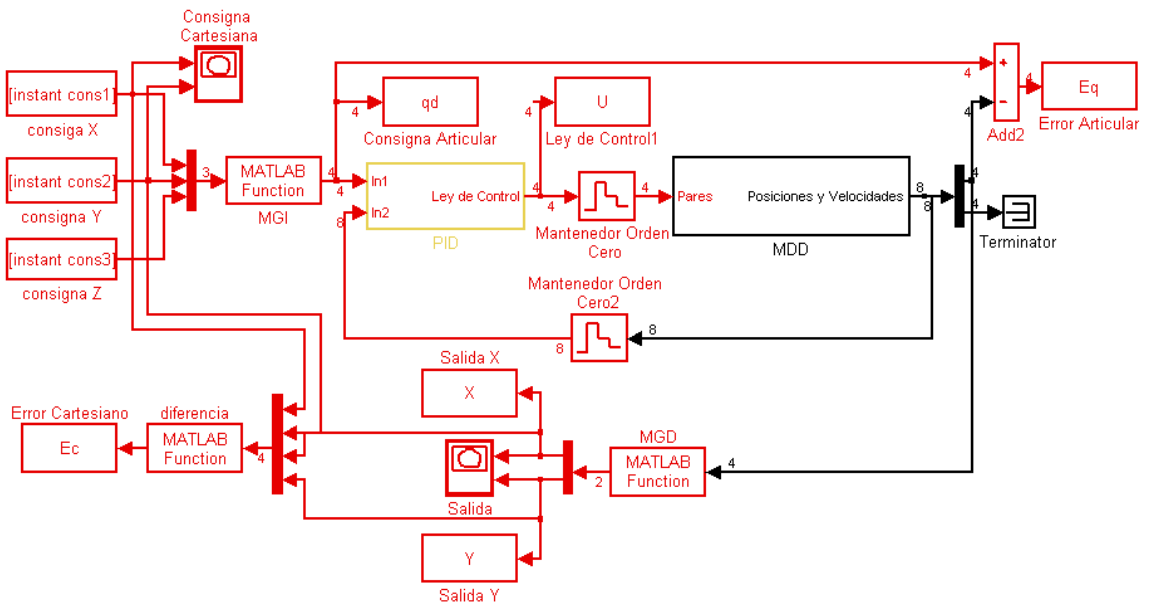 Consigna
Cartesiana
[instant cons1]
consiga X
[instant cons2]
consigna Y
[instant cons3]
consigna Z
3
MATLAB
Function
MGI
4
4
4
qd
Consigna Articular
In1
In2
8
Ley de Control
PID
4
4
4
U
Ley de Control1
Mantenedor Orden
Cero
4
Pares
Posiciones y Velocidades
MDD
8
8
4
4
Terminator
4
+
−
Add2
4
Eq
Error Articular
Mantenedor Orden
Cero2
8
8
Salida X
X
Error Cartesiano
Ec
diferencia
MATLAB
Function
4
Salida
2
MGD
MATLAB
Function
4
Y
Salida Y